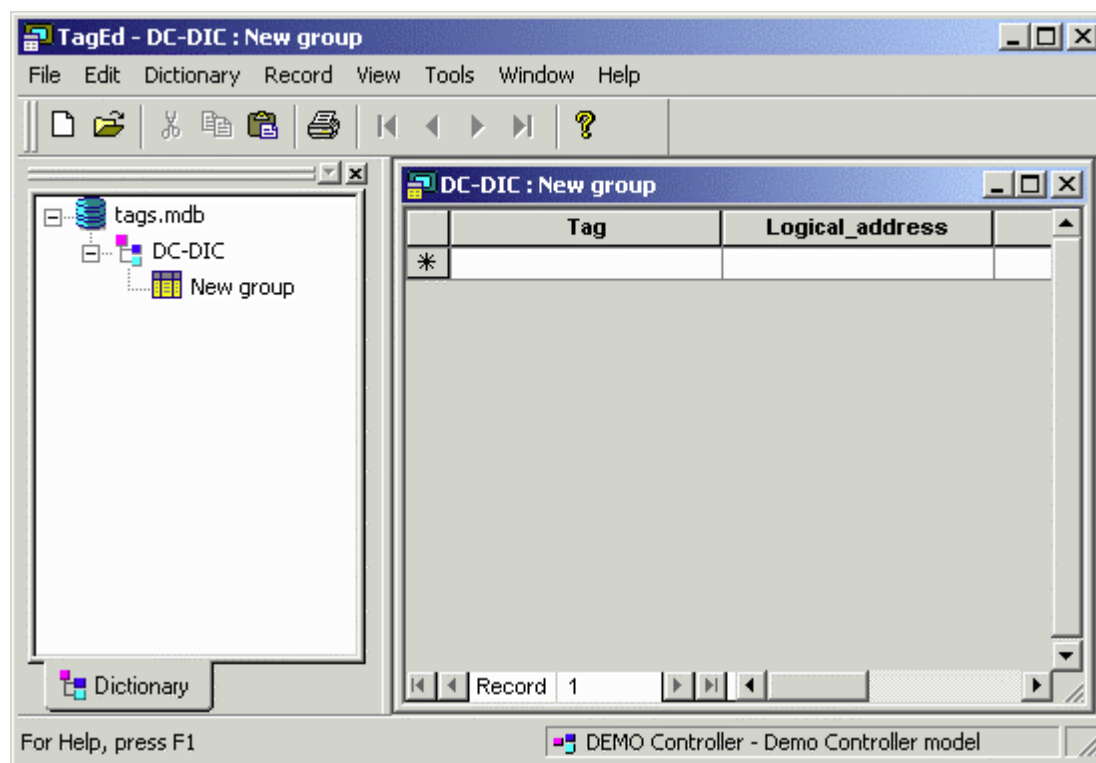 TagEd - DC-DIC : New group
File Edit Dictionary Record View Tools Window Help
tags.mdb
DC-DIC
New group
Dictionary
DC-DIC : New group
Tag Logical_address
Record 1
For Help, press F1
DEMO Controller - Demo Controller model